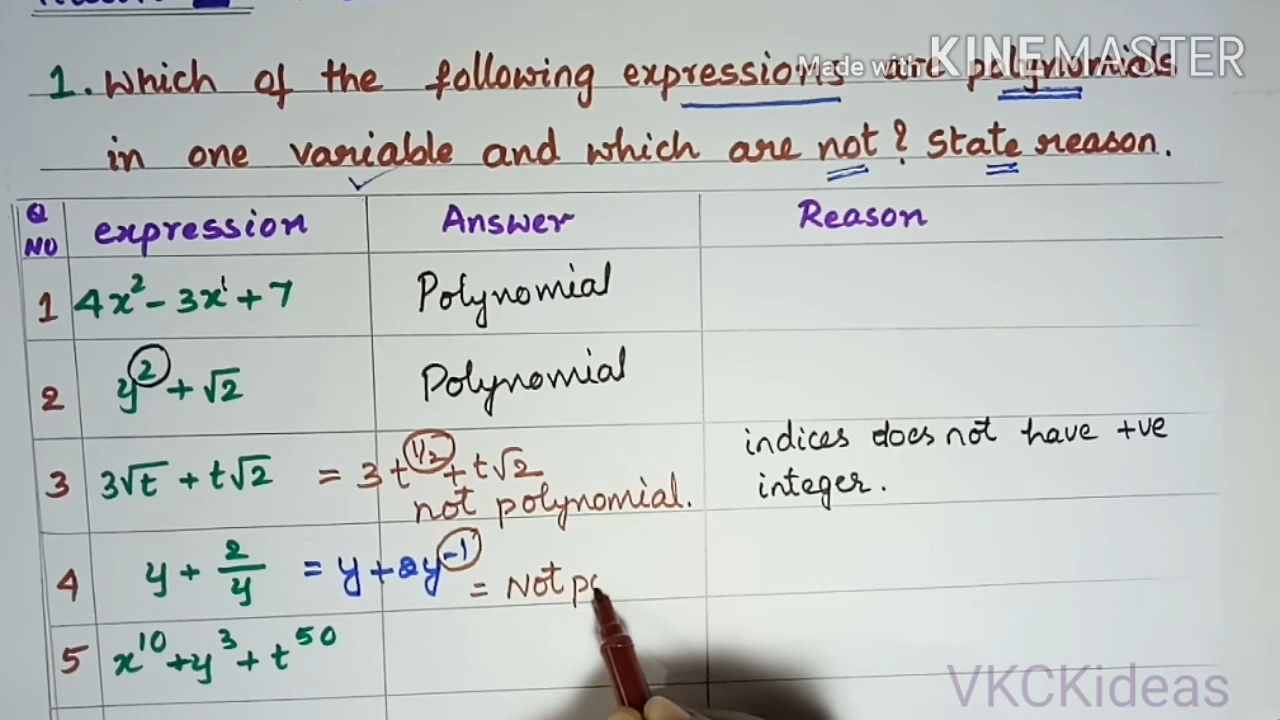 Made with KINEMASTER
1. Which of the following expressions are polynomials
in one variable and which are not? State reason.
Q NO expression Answer Reason
1 4x² - 3x¹ + 7 Polynomial
2 y² + √2 Polynomial
3 3√t + t√2 = 3t^1/2 + t√2 not polynomial. indices does not have +ve
integer.
4 y + 2/y = y + 2y⁻¹ = Not po
5 x¹⁰ + y³ + t⁵⁰
VKCKideas